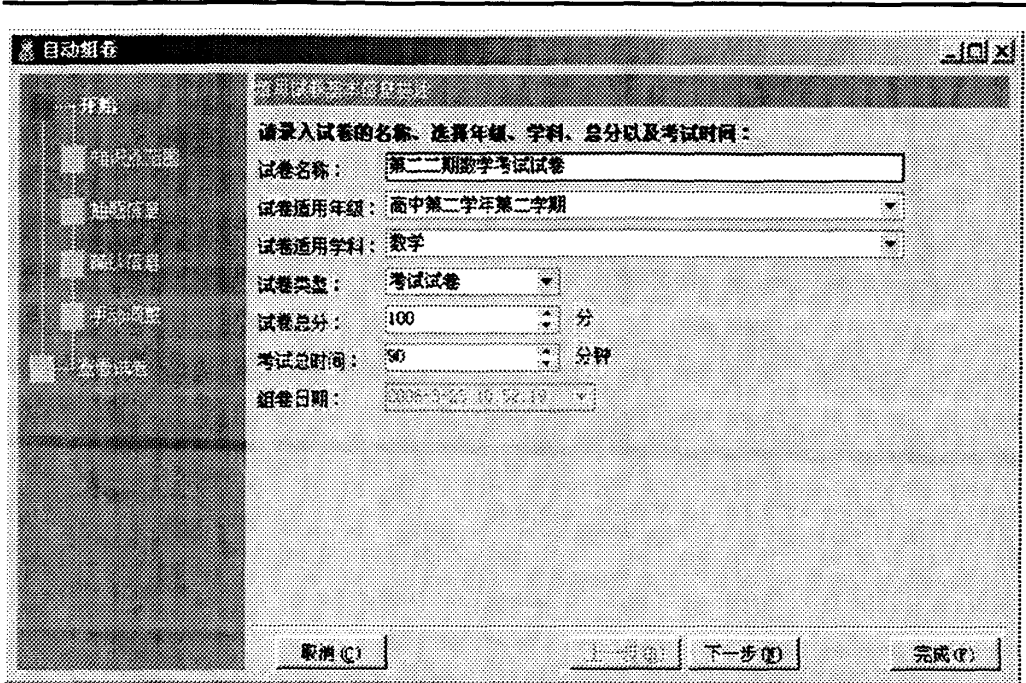 自动组卷
开始
请录入试卷的名称、选择年级、学科、总分以及考试时间：
试卷名称： 第二二期数学考试试卷
试卷适用年级： 高中第二学年第二学期
试卷适用学科： 数学
试卷类型： 考试试卷
试卷总分： 100 分
考试总时间： 90 分钟
组卷日期：
取消(C) 上一步(B) 下一步(N) 完成(F)